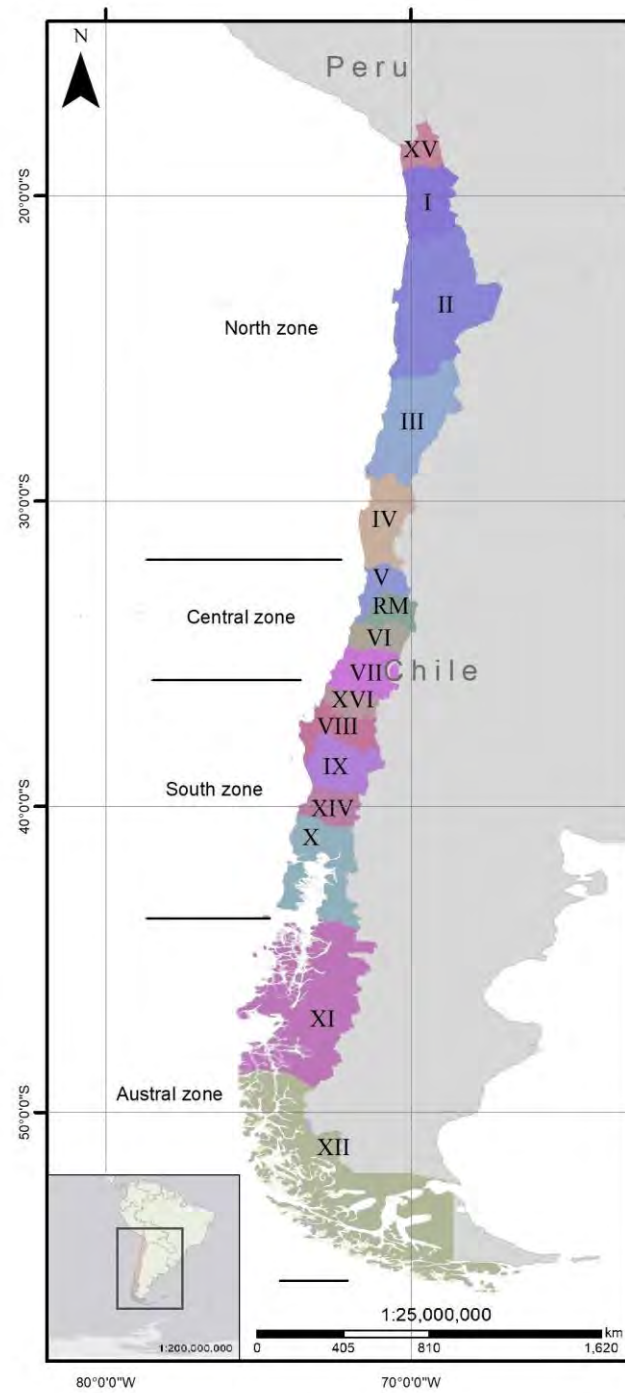 N
Peru
XV
20°0'0"S
I
II
North zone
III
30°0'0"S
IV
V
RM
Central zone
VI
VII
Chile
XVI
VIII
IX
South zone
XIV
40°0'0"S
X
XI
Austral zone
50°0'0"S
XII
1:25,000,000
km
0 405 810 1,620
1:200,000,000
80°0'0"W 70°0'0"W